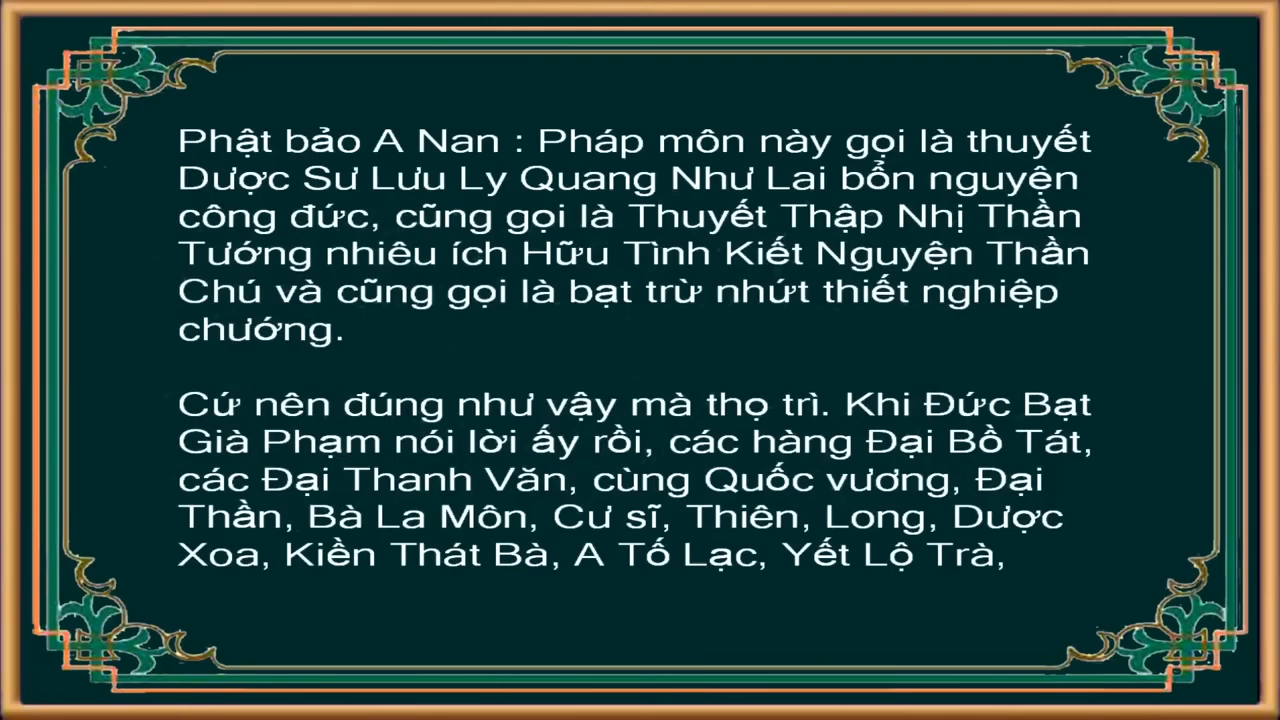 Phật bảo A Nan : Pháp môn này gọi là thuyết
Dược Sư Lưu Ly Quang Như Lai bổn nguyện
công đức, cũng gọi là Thuyết Thập Nhị Thần
Tướng nhiêu ích Hữu Tình Kiết Nguyện Thần
Chú và cũng gọi là bạt trừ nhứt thiết nghiệp
chướng.
Cứ nên đúng như vậy mà thọ trì. Khi Đức Bạt
Già Phạm nói lời ấy rồi, các hàng Đại Bồ Tát,
các Đại Thanh Văn, cùng Quốc vương, Đại
Thần, Bà La Môn, Cư sĩ, Thiên, Long, Dược
Xoa, Kiền Thát Bà, A Tố Lạc, Yết Lộ Trà,